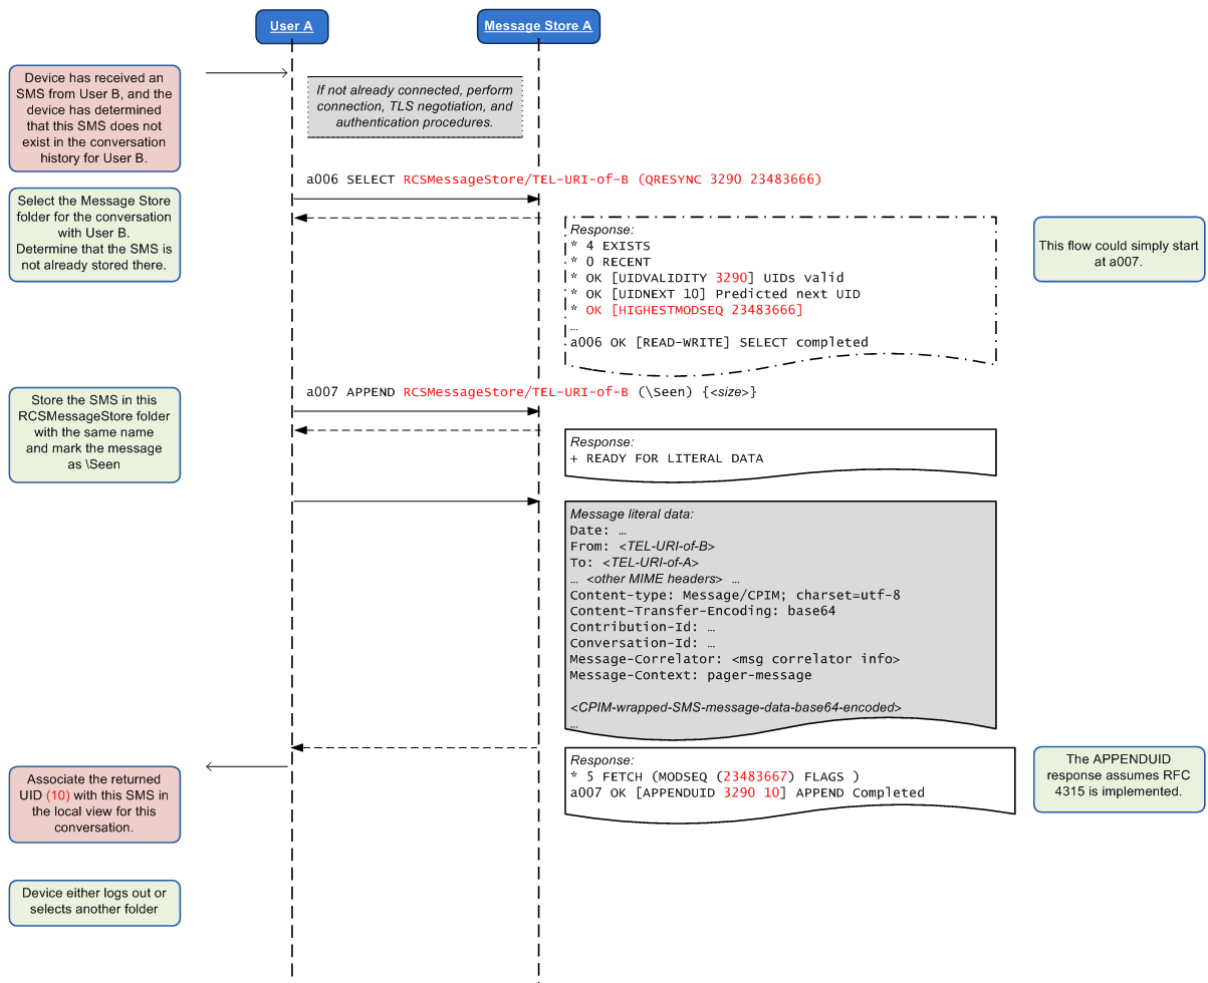 User A
Message Store A
Device has received an
SMS from User B, and the
device has determined
that this SMS does not
exist in the conversation
history for User B.
If not already connected, perform
connection, TLS negotiation, and
authentication procedures.
a006 SELECT RCSMessageStore/TEL-URI-of-B (QRESYNC 3290 23483666)
Select the Message Store
folder for the conversation
with User B.
Determine that the SMS is
not already stored there.
Response:
* 4 EXISTS
* 0 RECENT
* OK [UIDVALIDITY 3290] UIDs valid
* OK [UIDNEXT 10] Predicted next UID
* OK [HIGHESTMODSEQ 23483666]
…
a006 OK [READ-WRITE] SELECT completed
This flow could simply start
at a007.
a007 APPEND RCSMessageStore/TEL-URI-of-B (\Seen) {<size>}
Store the SMS in this
RCSMessageStore folder
with the same name
and mark the message
as \Seen
Response:
+ READY FOR LITERAL DATA
Message literal data:
Date: …
From: <TEL-URI-of-B>
To: <TEL-URI-of-A>
… <other MIME headers> …
Content-type: Message/CPIM; charset=utf-8
Content-Transfer-Encoding: base64
Contribution-Id: …
Conversation-Id: …
Message-Correlator: <msg correlator info>
Message-Context: pager-message
<CPIM-wrapped-SMS-message-data-base64-encoded>
…
Response:
* 5 FETCH (MODSEQ (23483667) FLAGS )
a007 OK [APPENDUID 3290 10] APPEND Completed
The APPENDUID
response assumes RFC
4315 is implemented.
Associate the returned
UID (10) with this SMS in
the local view for this
conversation.
Device either logs out or
selects another folder